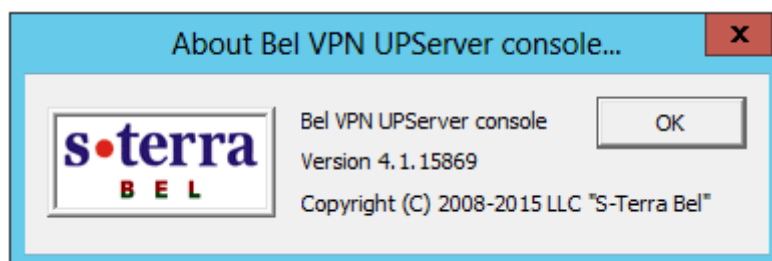 About Bel VPN UPServer console...
x
s•terra
BEL
Bel VPN UPServer console
OK
Version 4.1.15869
Copyright (C) 2008-2015 LLC "S-Terra Bel"